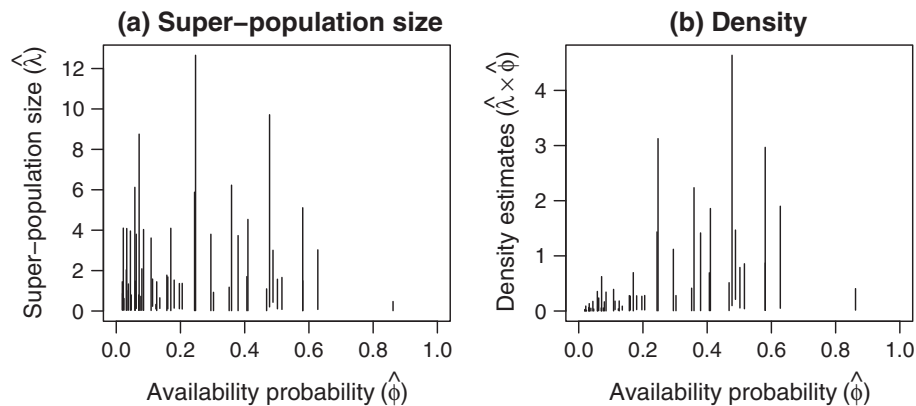 (a) Super−population size
Super−population size (λ̂)
12
10
8
6
4
2
0
0.0 0.2 0.4 0.6 0.8 1.0
Availability probability (ϕ̂)
(b) Density
Density estimates (λ̂ × ϕ̂)
4
3
2
1
0
0.0 0.2 0.4 0.6 0.8 1.0
Availability probability (ϕ̂)